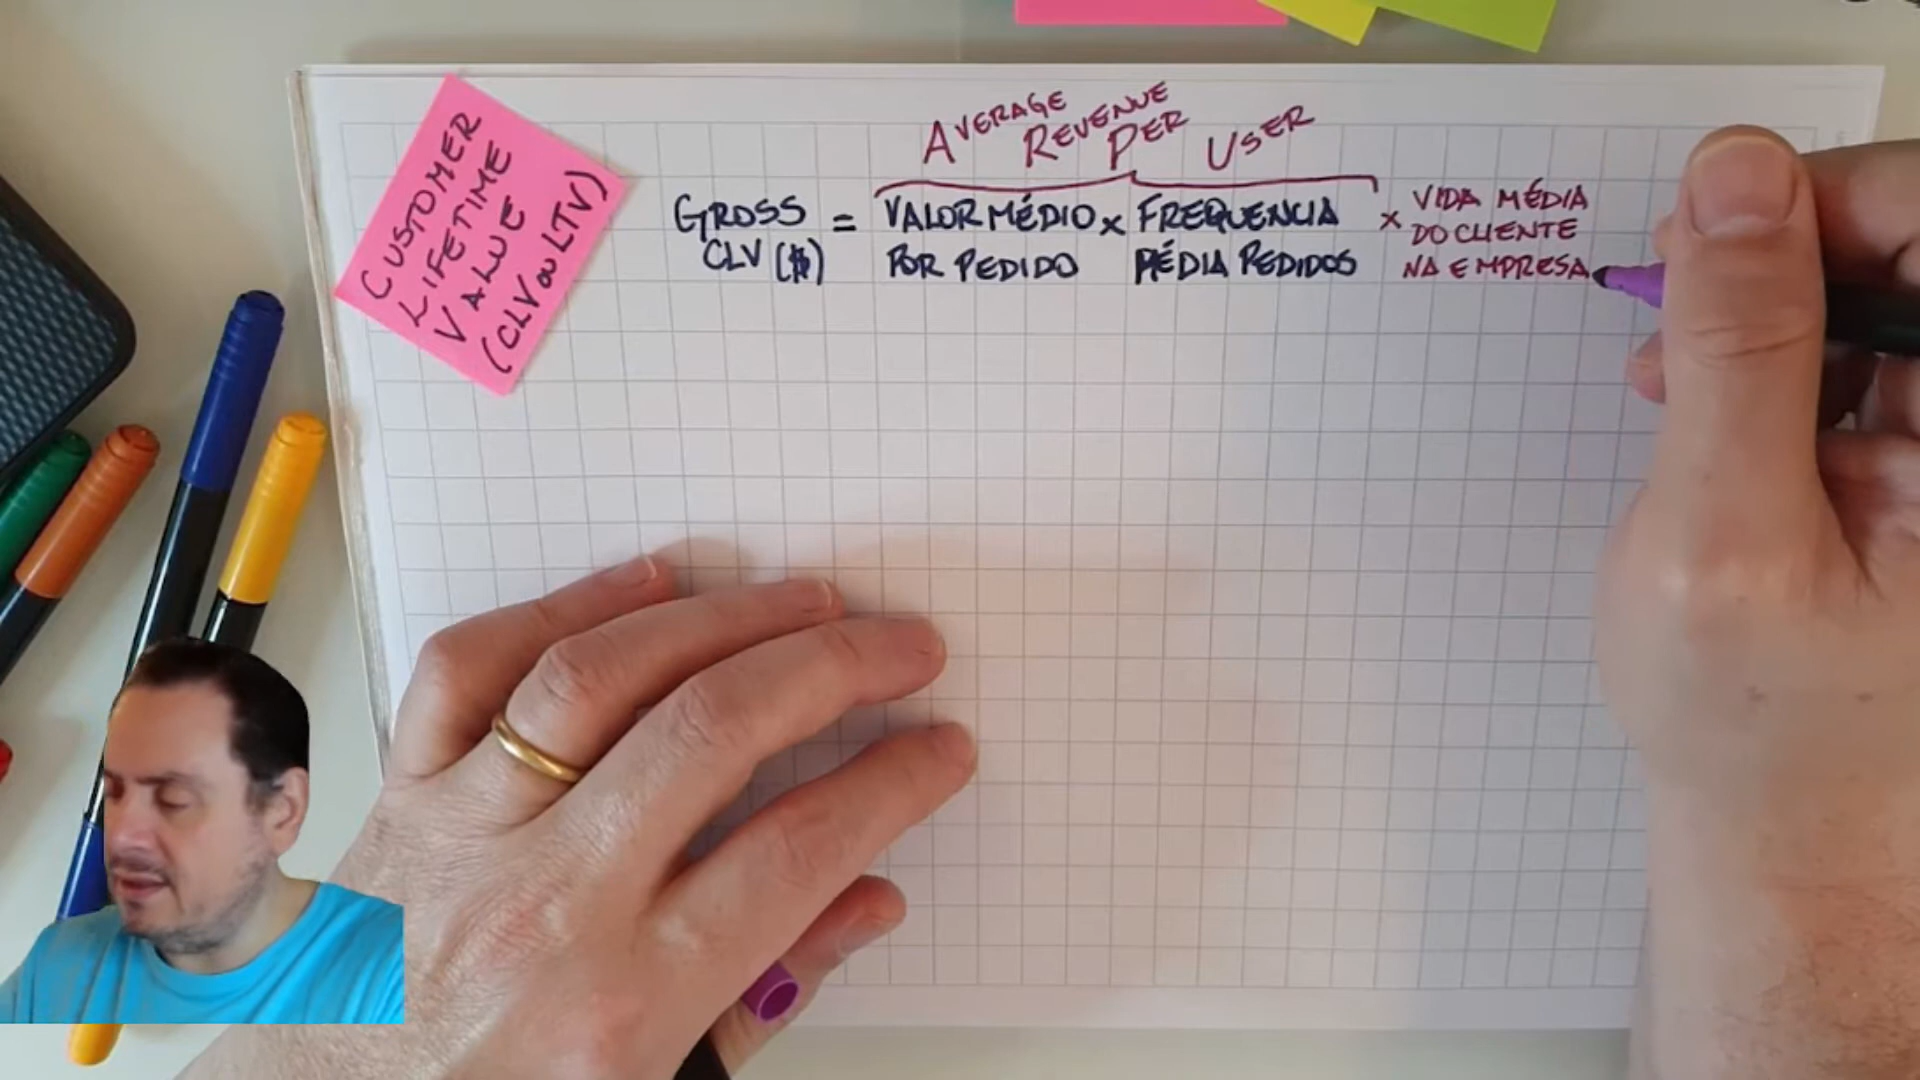 CUSTOMER
LIFETIME
VALUE
(CLV ou LTV)
AVERAGE
REVENUE
PER USER
GROSS = VALOR MÉDIO x FREQUENCIA x VIDA MÉDIA
DO CLIENTE
CLV ($) POR PEDIDO MÉDIA PEDIDOS NA EMPRESA